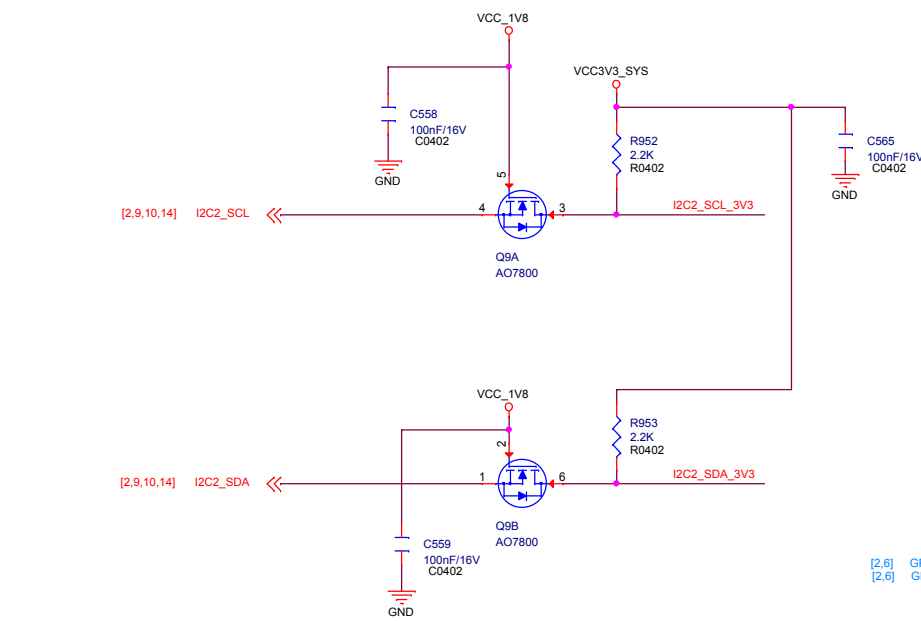 VCC_1V8
VCC3V3_SYS
C558
100nF/16V
C0402
GND
R952
2.2K
R0402
C565
100nF/16V
C0402
GND
5
[2,9,10,14] I2C2_SCL
4
3
I2C2_SCL_3V3
Q9A
AO7800
VCC_1V8
R953
2.2K
R0402
2
[2,9,10,14] I2C2_SDA
1
6
I2C2_SDA_3V3
Q9B
AO7800
C559
100nF/16V
C0402
GND
[2,6]
[2,6]